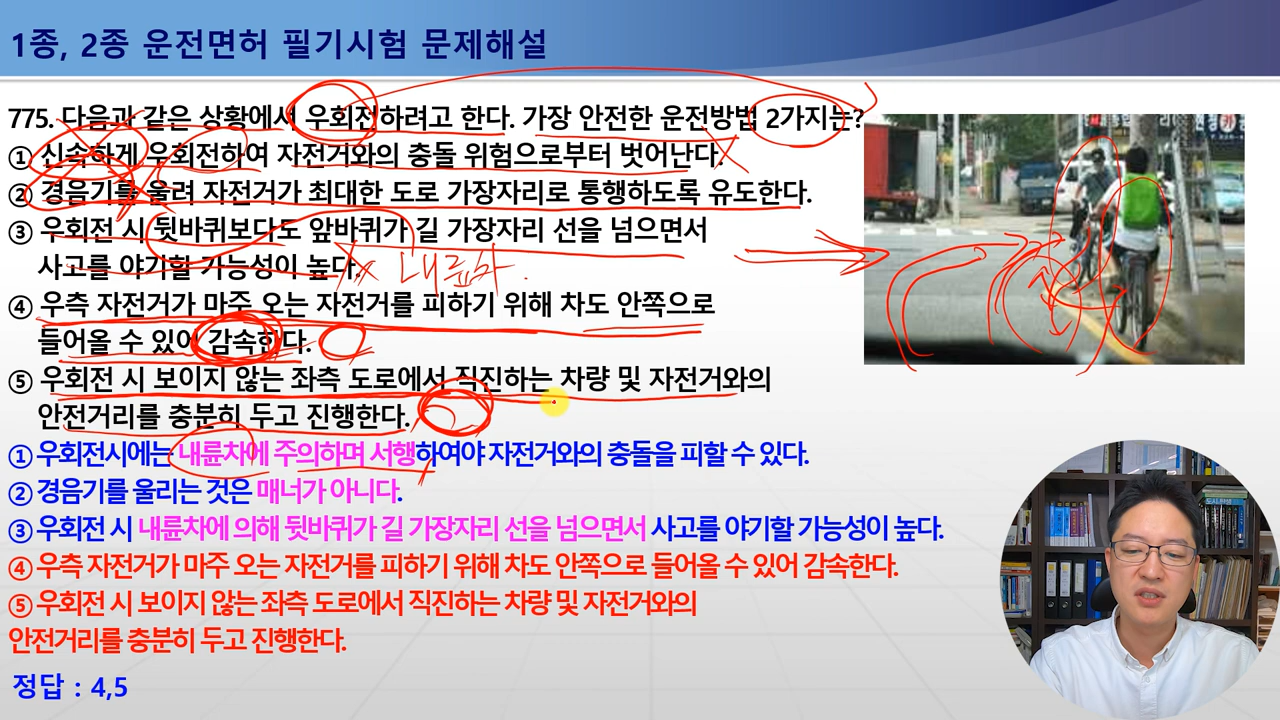 1종, 2종 운전면허 필기시험 문제해설
775. 다음과 같은 상황에서 우회전하려고 한다. 가장 안전한 운전방법 2가지는?
① 신속하게 우회전하여 자전거와의 충돌 위험으로부터 벗어난다.
② 경음기를 울려 자전거가 최대한 도로 가장자리로 통행하도록 유도한다.
③ 우회전 시 뒷바퀴보다도 앞바퀴가 길 가장자리 선을 넘으면서
사고를 야기할 가능성이 높다.
내륜차
④ 우측 자전거가 마주 오는 자전거를 피하기 위해 차도 안쪽으로
들어올 수 있어 감속한다.
⑤ 우회전 시 보이지 않는 좌측 도로에서 직진하는 차량 및 자전거와의
안전거리를 충분히 두고 진행한다.
① 우회전시에는 내륜차에 주의하며 서행하여야 자전거와의 충돌을 피할 수 있다.
② 경음기를 울리는 것은 매너가 아니다.
③ 우회전 시 내륜차에 의해 뒷바퀴가 길 가장자리 선을 넘으면서 사고를 야기할 가능성이 높다.
④ 우측 자전거가 마주 오는 자전거를 피하기 위해 차도 안쪽으로 들어올 수 있어 감속한다.
⑤ 우회전 시 보이지 않는 좌측 도로에서 직진하는 차량 및 자전거와의
안전거리를 충분히 두고 진행한다.
정답 : 4,5